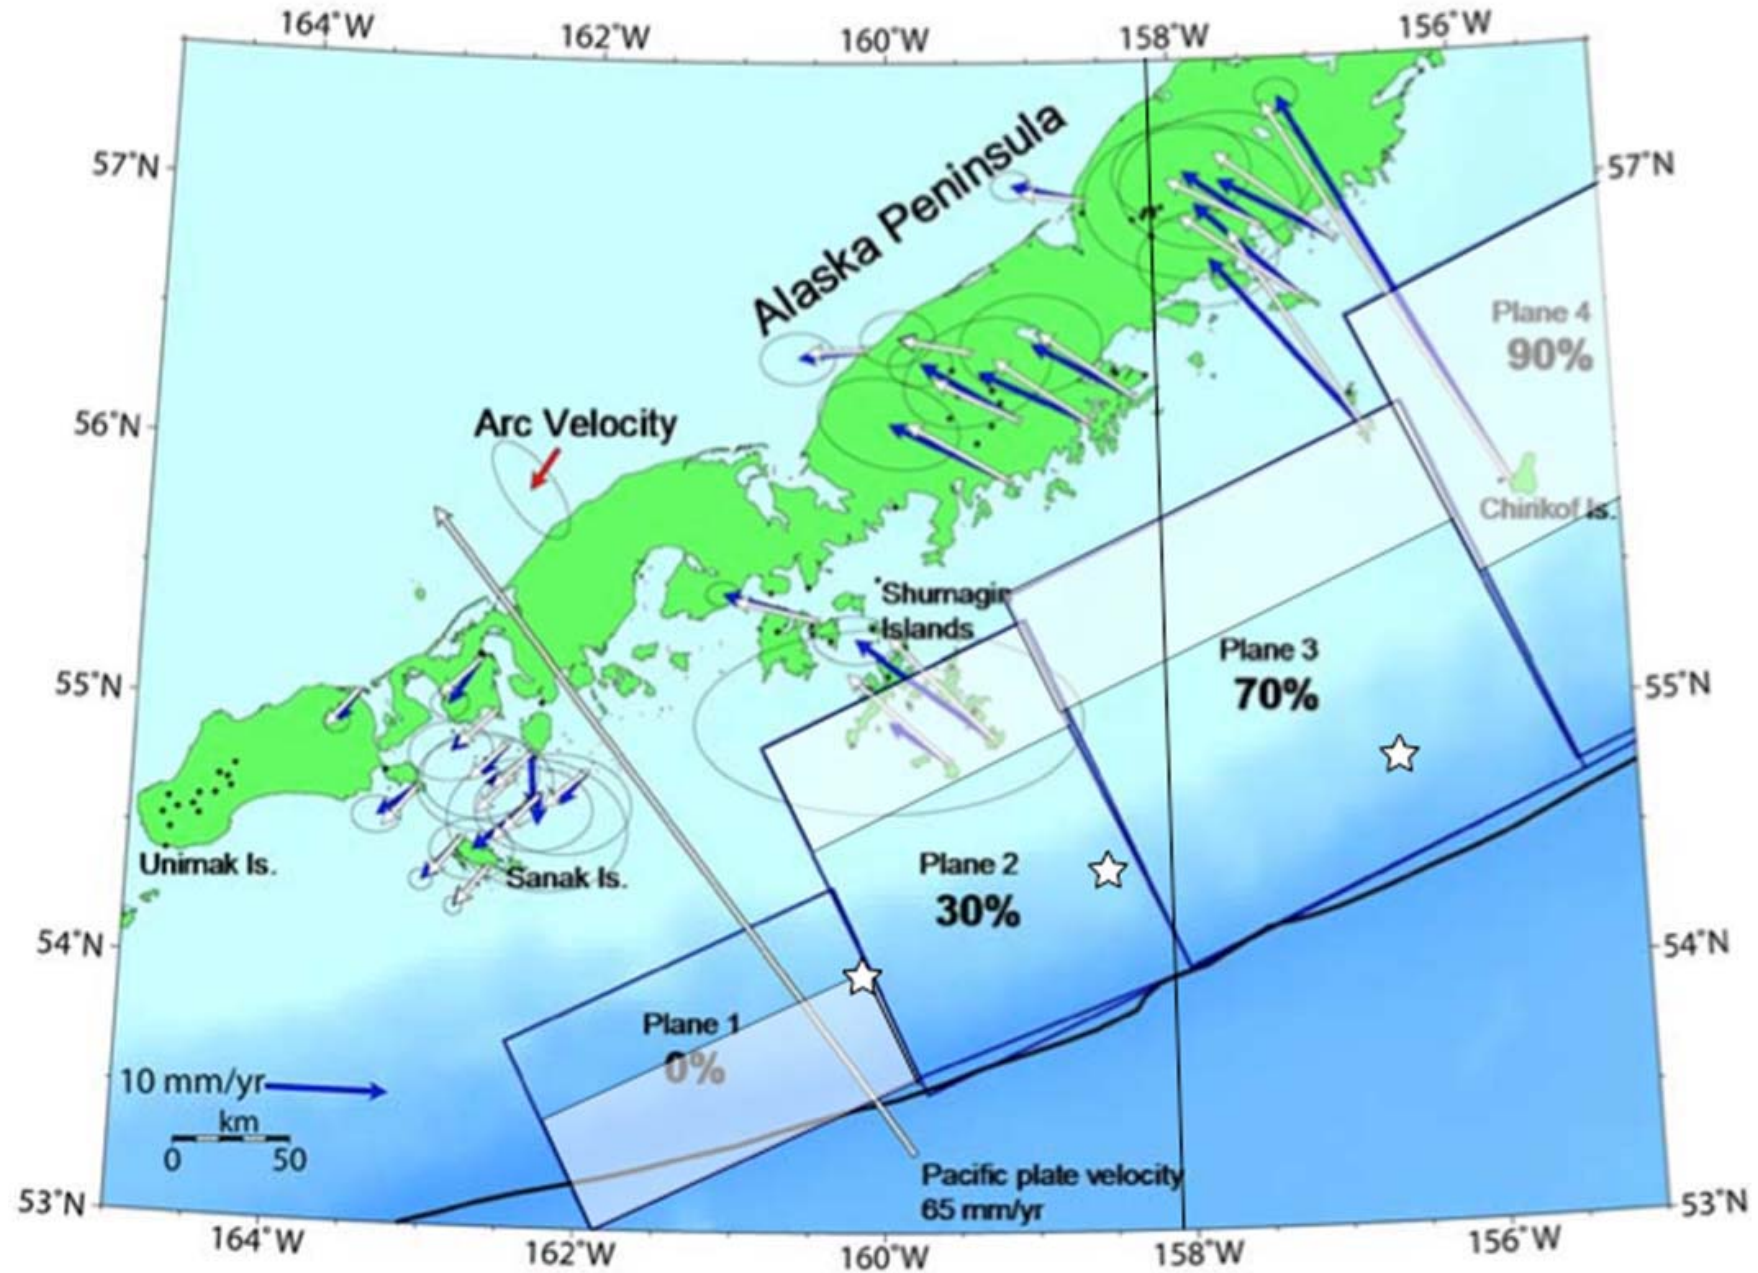 164°W
162°W
160°W
158°W
156°W
57°N
57°N
Alaska Peninsula
Plane 4
90%
56°N
Arc Velocity
Chirikof Is.
Shumagin
Islands
Plane 3
70%
55°N
55°N
Unimak Is.
Sanak Is.
Plane 2
30%
54°N
54°N
Plane 1
0%
10 mm/yr
km
0 50
Pacific plate velocity
65 mm/yr
53°N
53°N
164°W
162°W
160°W
158°W
156°W